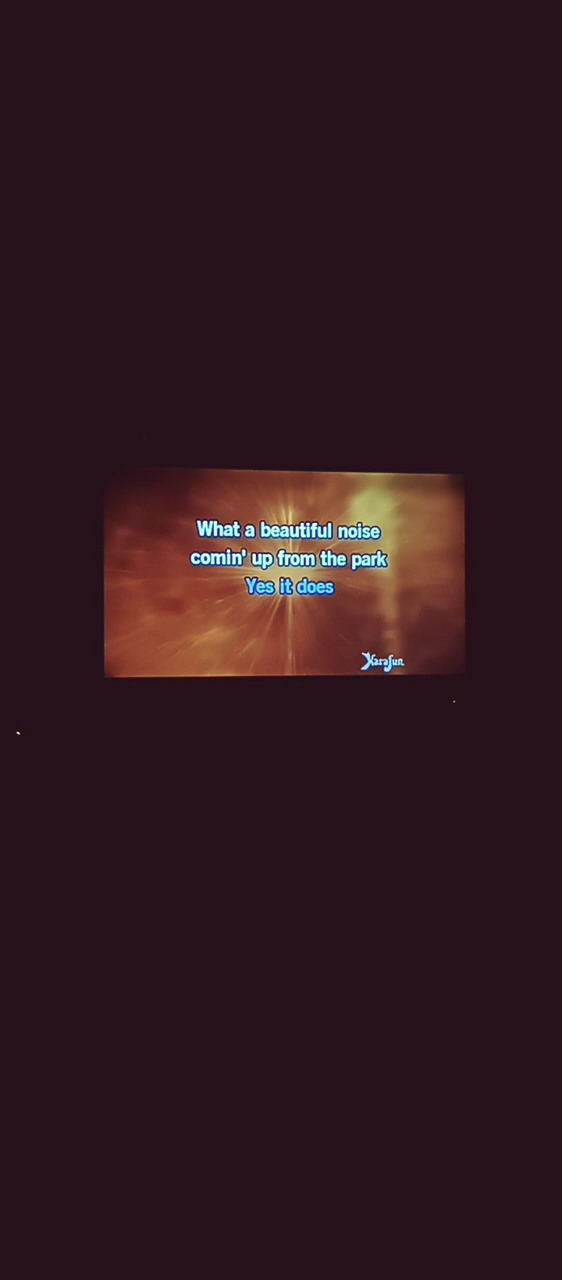 What a beautiful noise
comin' up from the park
Yes it does
KaraFun